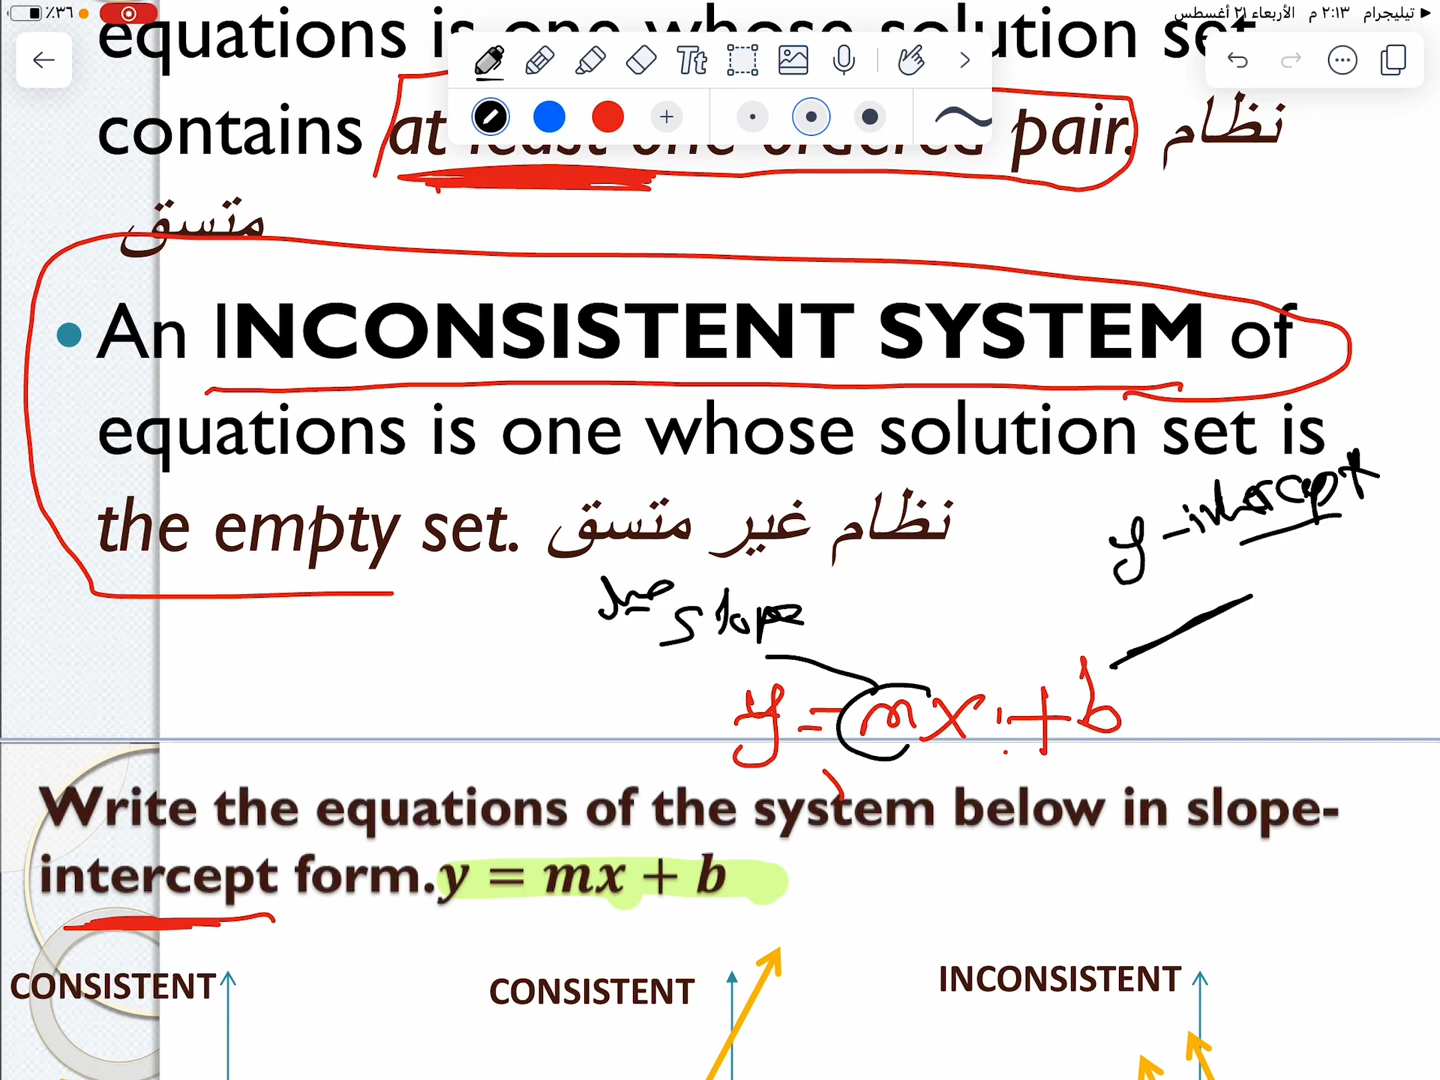 ٪٣٦
◀ تيليجرام ٢:١٣ م الأربعاء ٢١ أغسطس
equations is one whose solution set
contains at least one ordered pair. نظام
متسق
Tt
• An INCONSISTENT SYSTEM of
equations is one whose solution set is
the empty set. نظام غير متسق
y-intercept
slope
y = mx + b
Write the equations of the system below in slope-
intercept form. y = mx + b
CONSISTENT
CONSISTENT
INCONSISTENT